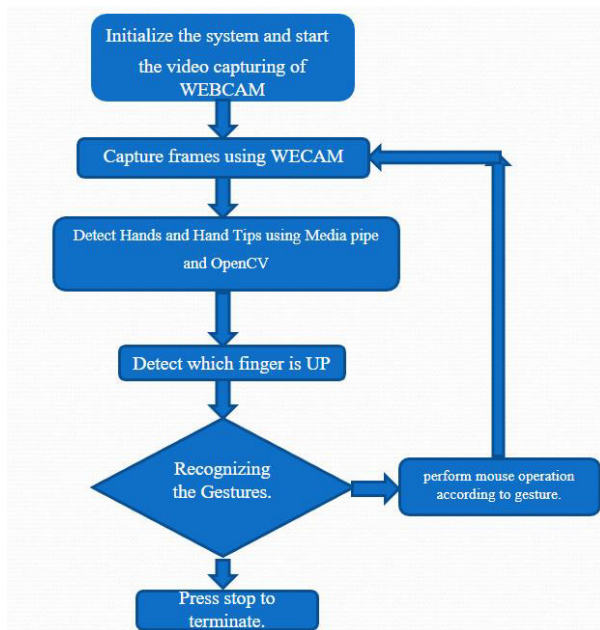 Initialize the system and start
the video capturing of
WEBCAM
Capture frames using WECAM
Detect Hands and Hand Tips using Media pipe
and OpenCV
Detect which finger is UP
Recognizing
the Gestures.
perform mouse operation
according to gesture.
Press stop to
terminate.